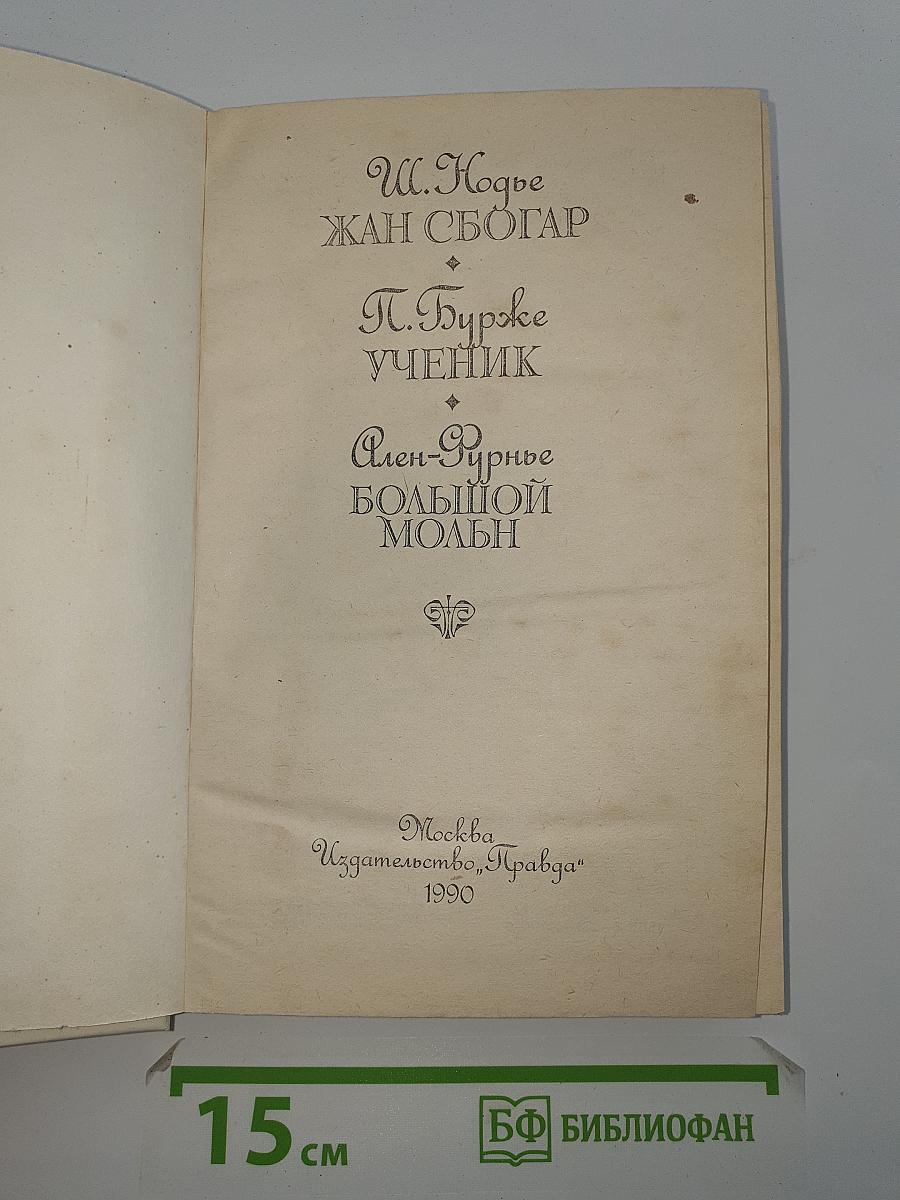 Ш. Нодье
ЖАН СБОГАР
П. Бурже
УЧЕНИК
Ален-Фурнье
БОЛЬШОЙ
МОЛЬН
Москва
Издательство „Правда“
1990
15 см
БФ БИБЛИОФАН